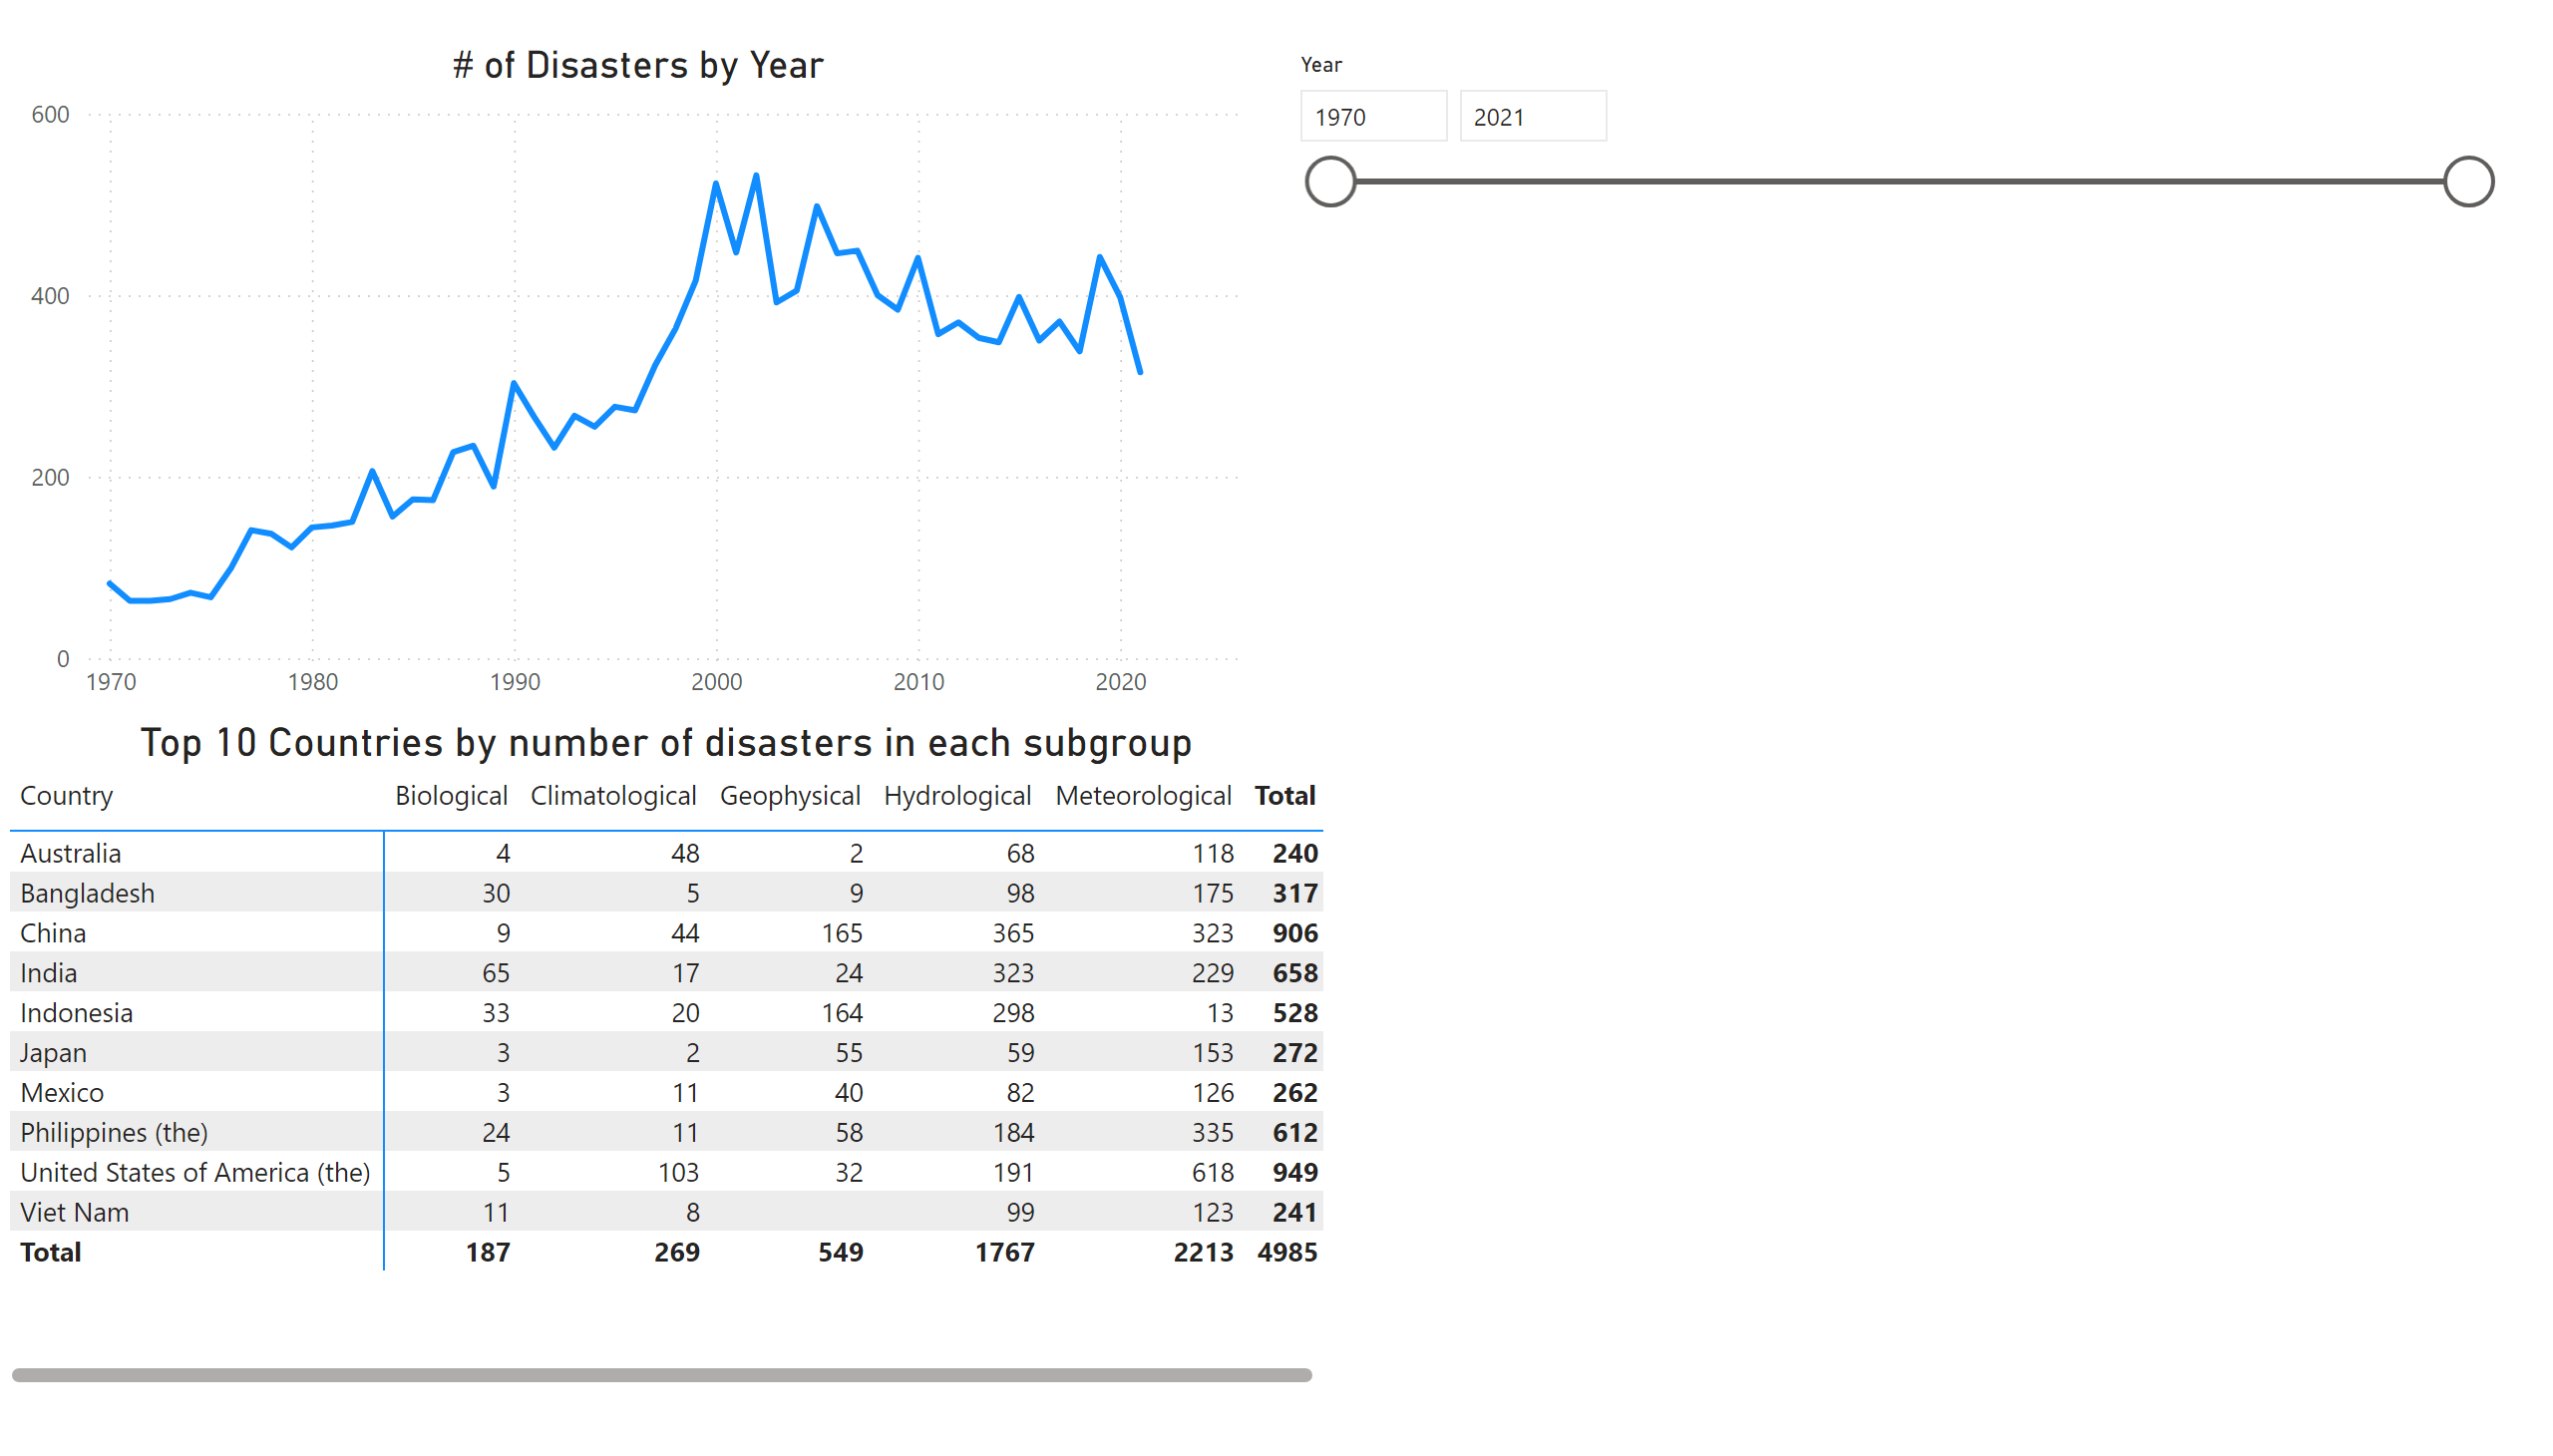 # of Disasters by Year
600
400
200
0
1970 1980 1990 2000 2010 2020
Year
1970 2021
Top 10 Countries by number of disasters in each subgroup
Country Biological Climatological Geophysical Hydrological Meteorological Total
Australia 4 48 2 68 118 240
Bangladesh 30 5 9 98 175 317
China 9 44 165 365 323 906
India 65 17 24 323 229 658
Indonesia 33 20 164 298 13 528
Japan 3 2 55 59 153 272
Mexico 3 11 40 82 126 262
Philippines (the) 24 11 58 184 335 612
United States of America (the) 5 103 32 191 618 949
Viet Nam 11 8 99 123 241
Total 187 269 549 1767 2213 4985